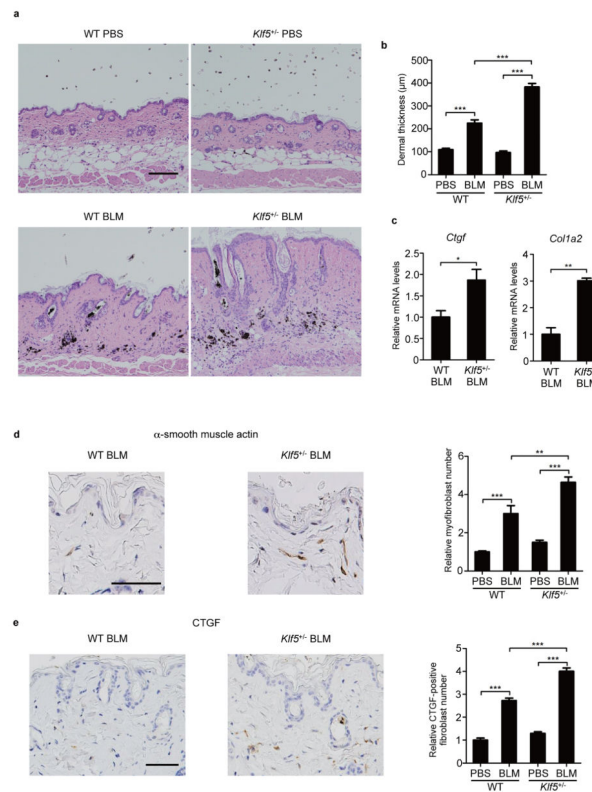 a
WT PBS
Klf5+/- PBS
WT BLM
Klf5+/- BLM
b
Dermal thickness (μm)
500
400
300
200
100
0
***
***
***
PBS BLM PBS BLM
WT Klf5+/-
c
Ctgf
Relative mRNA levels
2.5
2.0
1.5
1.0
0.5
0
*
WT BLM
Klf5+/- BLM
Col1a2
Relative mRNA levels
4
3
2
1
0
**
WT BLM
d
α-smooth muscle actin
WT BLM
Klf5+/- BLM
Relative myofibroblast number
6
4
2
0
**
***
***
PBS BLM PBS BLM
WT Klf5+/-
e
CTGF
WT BLM
Klf5+/- BLM
Relative CTGF-positive
fibroblast number
5
4
3
2
1
0
***
***
***
PBS BLM PBS BLM
WT Klf5+/-